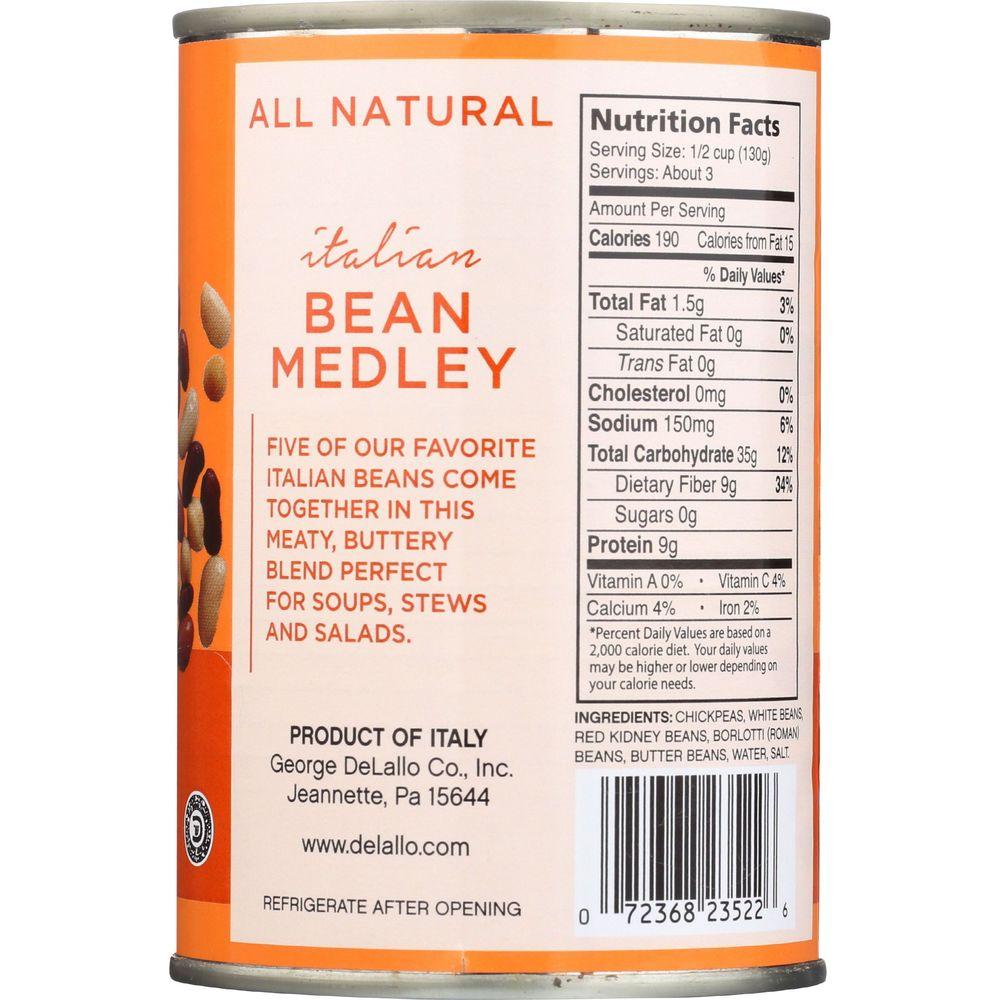 ALL NATURAL
italian
BEAN
MEDLEY
FIVE OF OUR FAVORITE
ITALIAN BEANS COME
TOGETHER IN THIS
MEATY, BUTTERY
BLEND PERFECT
FOR SOUPS, STEWS
AND SALADS.
PRODUCT OF ITALY
George DeLallo Co., Inc.
Jeannette, Pa 15644
www.delallo.com
REFRIGERATE AFTER OPENING
Nutrition Facts
Serving Size: 1/2 cup (130g)
Servings: About 3
Amount Per Serving
Calories 190 Calories from Fat 15
% Daily Values*
Total Fat 1.5g 3%
Saturated Fat 0g 0%
Trans Fat 0g
Cholesterol 0mg 0%
Sodium 150mg 6%
Total Carbohydrate 35g 12%
Dietary Fiber 9g 34%
Sugars 0g
Protein 9g
Vitamin A 0% • Vitamin C 4%
Calcium 4% • Iron 2%
*Percent Daily Values are based on a
2,000 calorie diet. Your daily values
may be higher or lower depending on
your calorie needs.
INGREDIENTS: CHICKPEAS, WHITE BEANS,
RED KIDNEY BEANS, BORLOTTI (ROMAN)
BEANS, BUTTER BEANS, WATER, SALT.
0 72368 23522 6